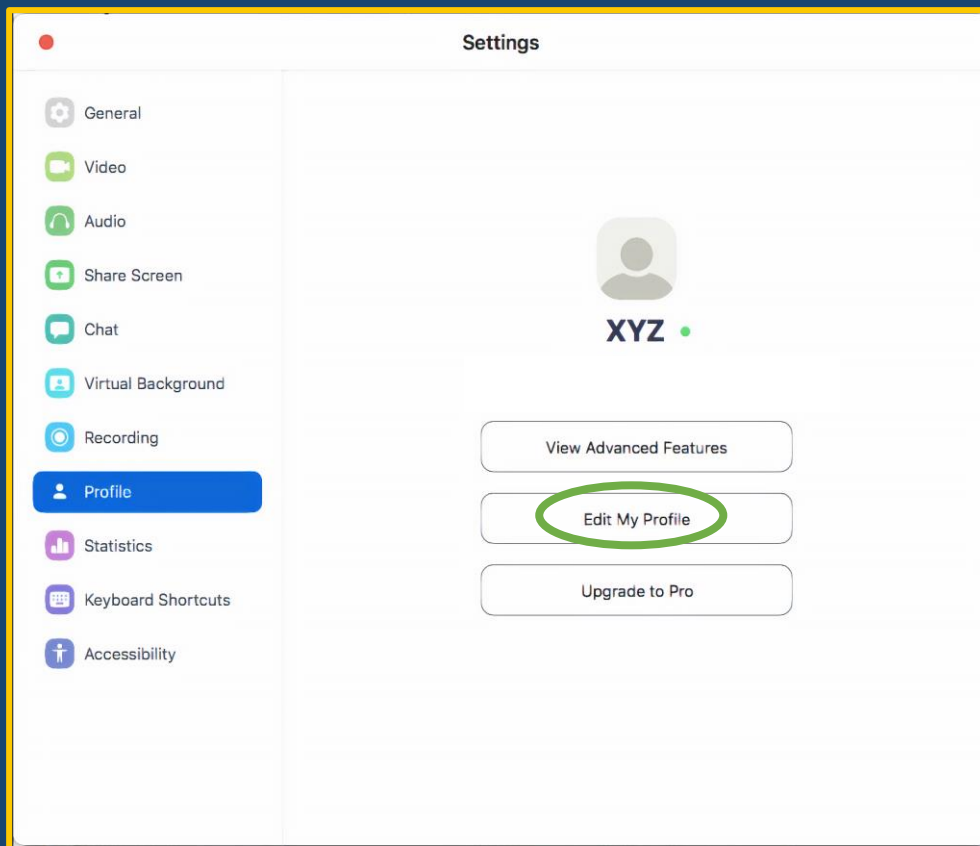 Settings
General
Video
Audio
Share Screen
Chat
Virtual Background
Recording
Profile
Statistics
Keyboard Shortcuts
Accessibility
XYZ
View Advanced Features
Edit My Profile
Upgrade to Pro